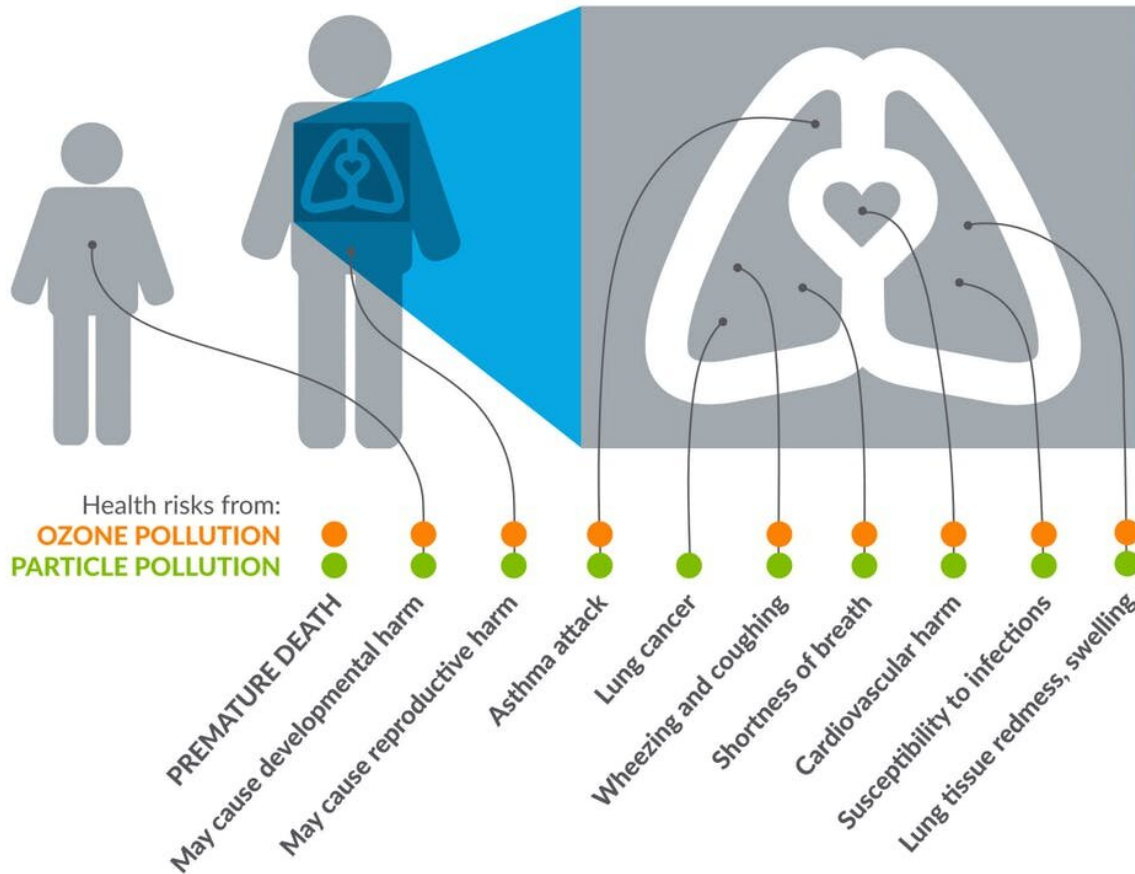 Health risks from:
OZONE POLLUTION
PARTICLE POLLUTION
PREMATURE DEATH
May cause developmental harm
May cause reproductive harm
Asthma attack
Lung cancer
Wheezing and coughing
Shortness of breath
Cardiovascular harm
Susceptibility to infections
Lung tissue redness, swelling